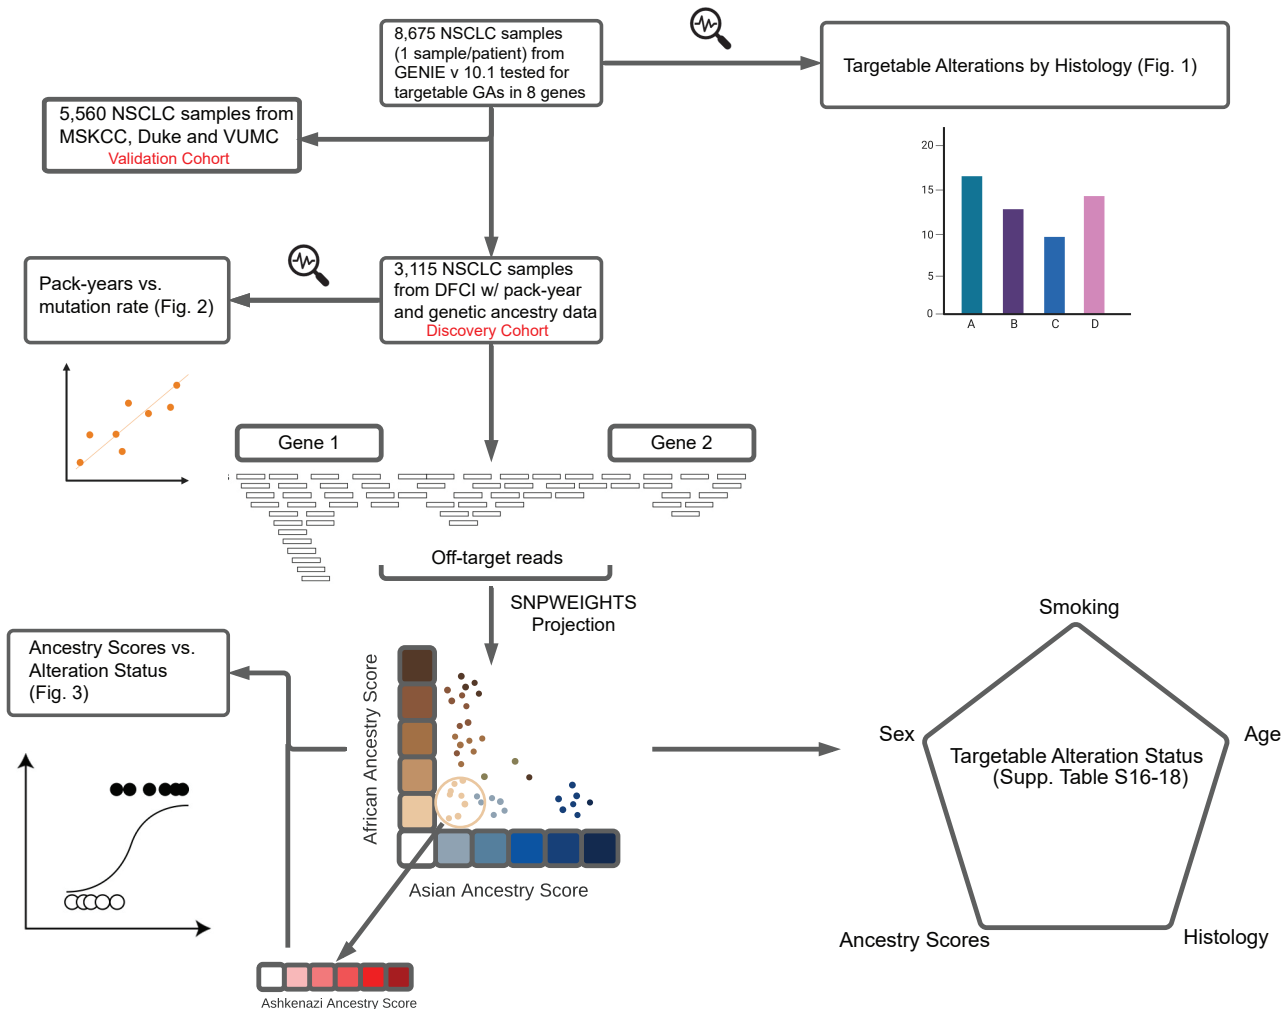 8,675 NSCLC samples
(1 sample/patient) from
GENIE v 10.1 tested for
targetable GAs in 8 genes
Targetable Alterations by Histology (Fig. 1)
5,560 NSCLC samples from
MSKCC, Duke and VUMC
Validation Cohort
20
15
10
5
0
A
B
C
D
Pack-years vs.
mutation rate (Fig. 2)
3,115 NSCLC samples
from DFCI w/ pack-year
and genetic ancestry data
Discovery Cohort
Gene 1
Gene 2
Off-target reads
SNPWEIGHTS
Projection
Ancestry Scores vs.
Alteration Status
(Fig. 3)
African Ancestry Score
Asian Ancestry Score
Ashkenazi Ancestry Score
Smoking
Sex
Age
Targetable Alteration Status
(Supp. Table S16-18)
Ancestry Scores
Histology